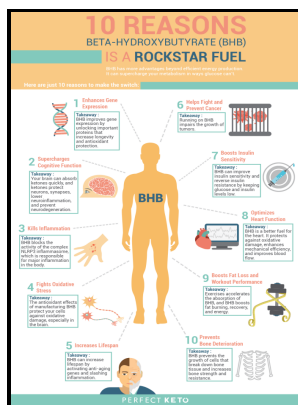 10 REASONS
BETA-HYDROXYBUTYRATE (BHB)
IS A ROCKSTAR FUEL
Here are just 10 reasons to make the switch:
1 Enhances Gene
Expression
Takeaway :
BHB improves gene
expression by
unlocking important
proteins that
increase longevity
and antioxidant
protection.
2 Supercharges
Cognitive Function
Takeaway :
Your brain can absorb
ketones quickly, and
ketones protect
neurons, synapses,
lower
neuroinflammation,
and prevent
neurodegeneration
3 Kills Inflammation
Takeaway :
BHB blocks
the activity of the complex
NLRP3 inflammasome,
which is responsible
for major inflammation
in the body.
4 Fights Oxidative
Stress
Takeaway :
The antioxidant effects
of manufacturing BHB
protect your cells
against oxidative
damage, especially in
the brain.
5 Increases Lifespan
Takeaway :
BHB can increase
lifespan by
activating anti-aging
genes and slashing
inflammation.
BHB
6 Helps Fight and
Prevent Cancer
Takeaway :
Running on BHB
impairs the growth of
tumors.
7 Boosts Insulin
Sensitivity
Takeaway :
BHB can improve
insulin sensitivity
and reverse insulin
resistance by keeping
glucose and insulin
levels low.
8 Optimizes
Heart Function
Takeaway :
BHB is a better fuel for
the heart. It protects
against oxidative
damage, enhances
mechanical efficiency,
and improves blood
flow.
9 Boosts Fat Loss and
Workout Performance
Takeaway :
Exercises accelerates
the absorption of
BHB, and BHB boosts
fat burning, recovery,
and energy.
10 Prevents
Bone Deterioration
Takeaway :
BHB prevents the
growth of cells that
break down bone
tissue and increases
bone strength and
resistance.
PERFECT KETO